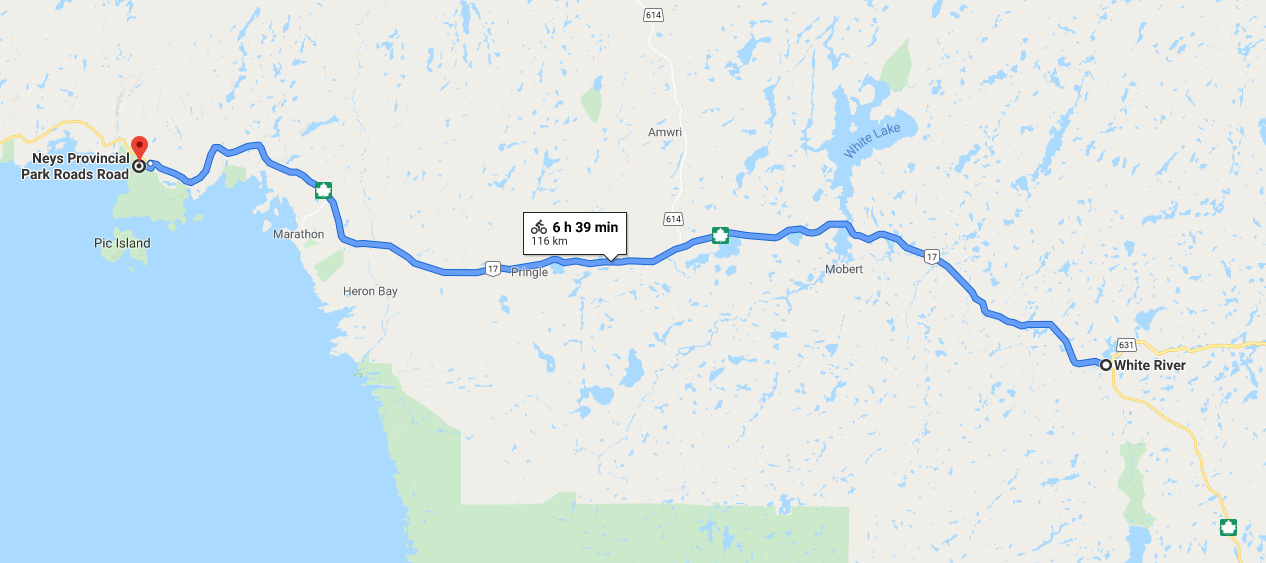 614
Amwri
White Lake
Neys Provincial
Park Roads Road
614
6 h 39 min
116 km
Marathon
Pic Island
17
17
Pringle
Mobert
Heron Bay
631
White River